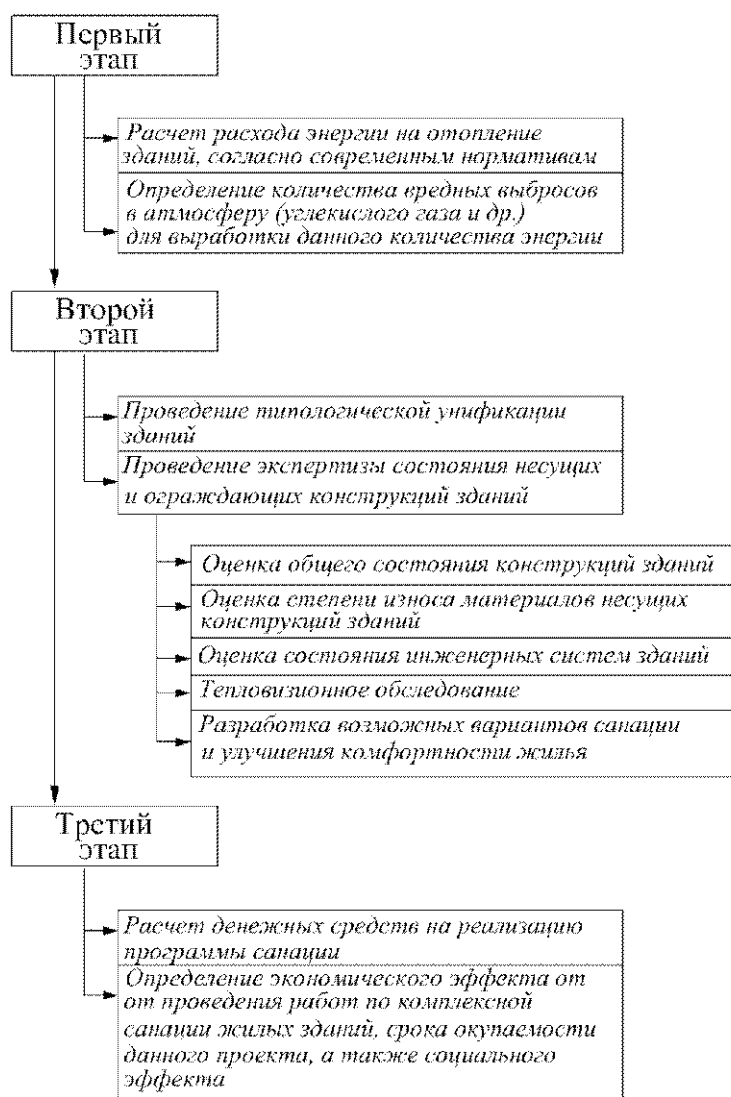 Первый
этап
Расчет расхода энергии на отопление
зданий, согласно современным нормативам
Определение количества вредных выбросов
в атмосферу (углекислого газа и др.)
для выработки данного количества энергии
Второй
этап
Проведение типологической унификации
зданий
Проведение экспертизы состояния несущих
и ограждающих конструкций зданий
Оценка общего состояния конструкций зданий
Оценка степени износа материалов несущих
конструкций зданий
Оценка состояния инженерных систем зданий
Тепловизионное обследование
Разработка возможных вариантов санации
и улучшения комфортности жилья
Третий
этап
Расчет денежных средств на реализацию
программы санации
Определение экономического эффекта от
от проведения работ по комплексной
санации жилых зданий, срока окупаемости
данного проекта, а также социального
эффекта